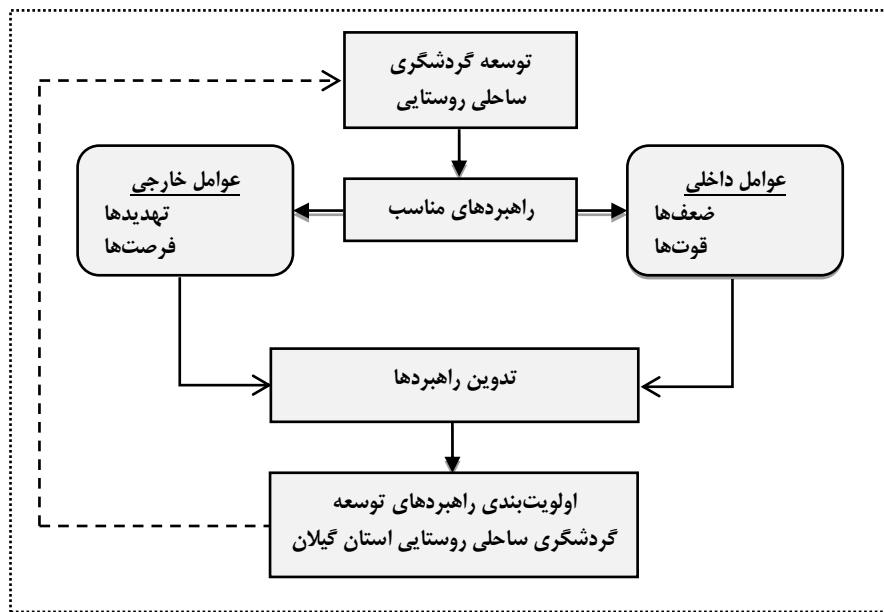 توسعه گردشگری
ساحلی روستایی
عوامل داخلی
ضعف‌ها
قوت‌ها
راهبردهای مناسب
عوامل خارجی
تهدیدها
فرصت‌ها
تدوین راهبردها
اولویت‌بندی راهبردهای توسعه
گردشگری ساحلی روستایی استان گیلان